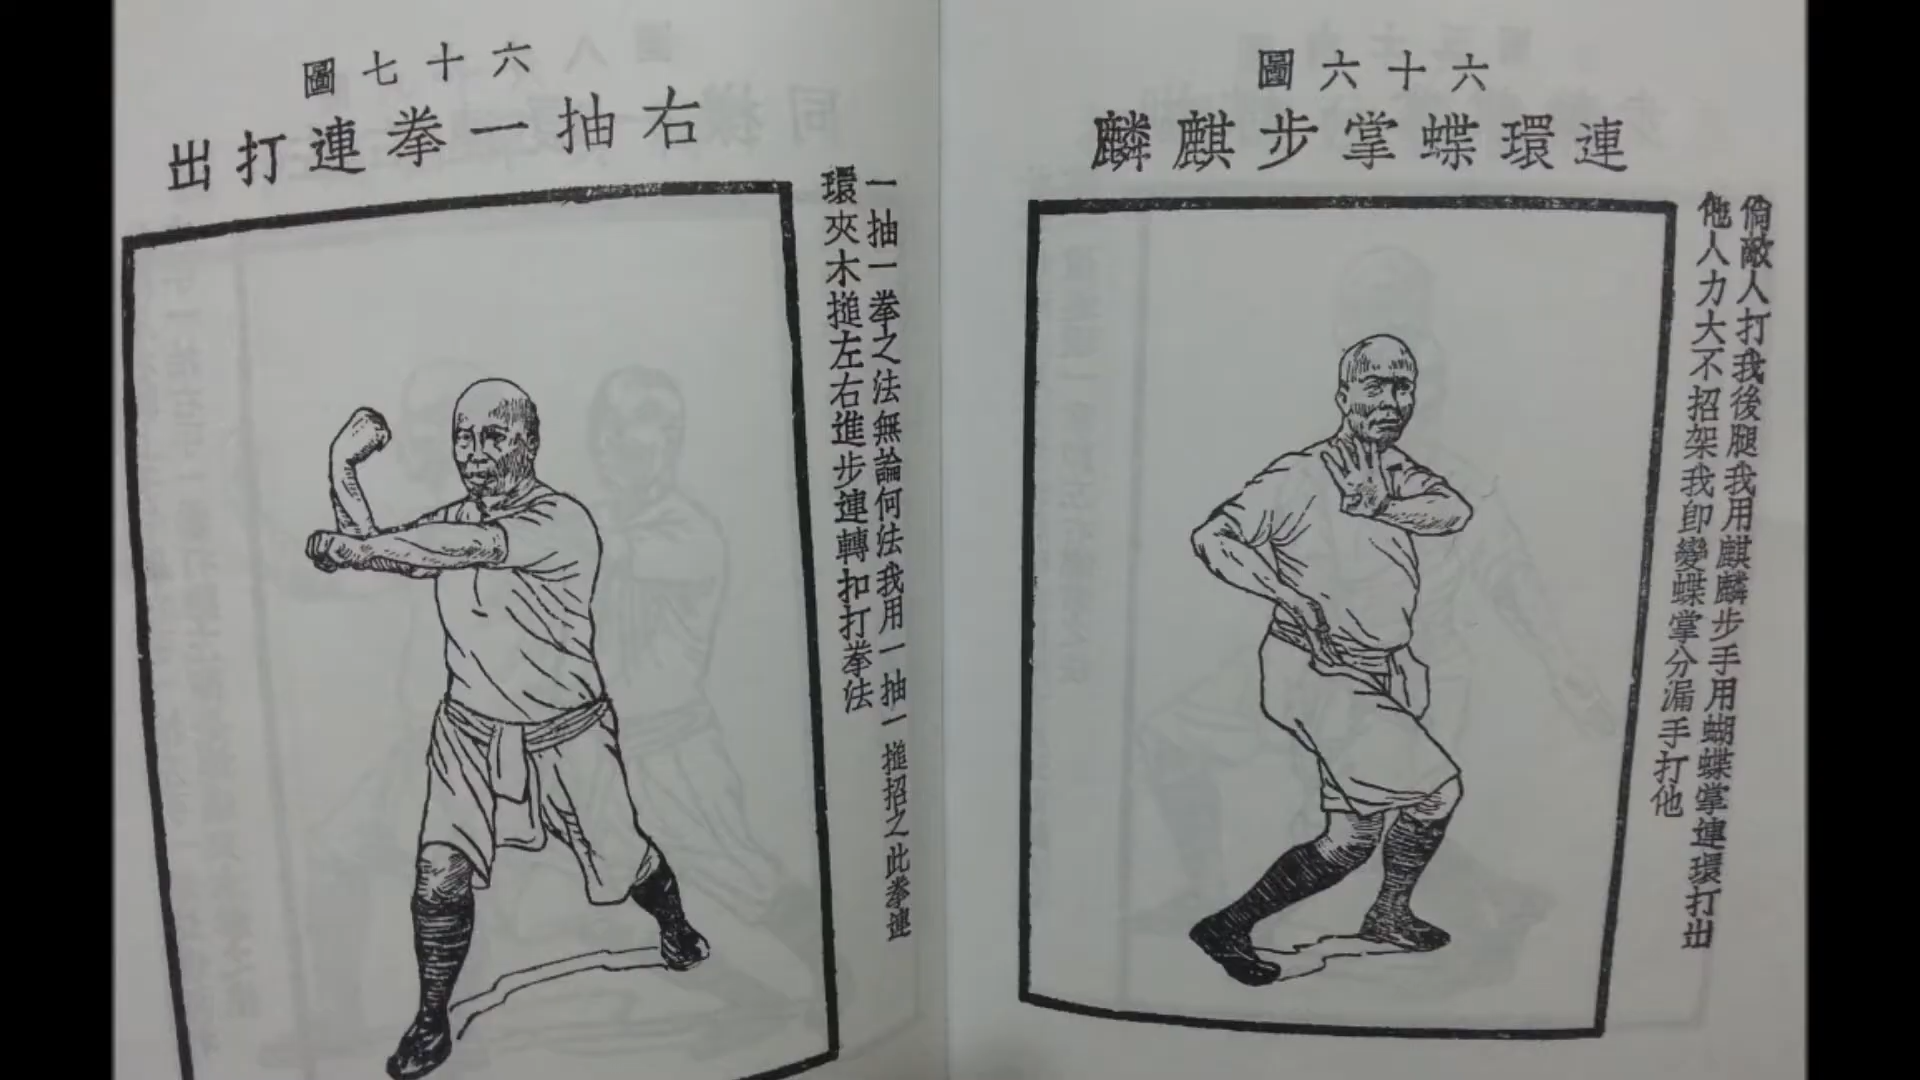 六十六圖
連環蝶掌步麒麟
倘敵人打我後腿我用麒麟步手用蝴蝶掌連環打出
他人力大不招架我卽變蝶掌分漏手打他
六十七圖
右抽一拳連打出
一抽一拳之法無論何法我用一抽一搥招之此拳連
環夾木搥左右進步連轉扣打拳法